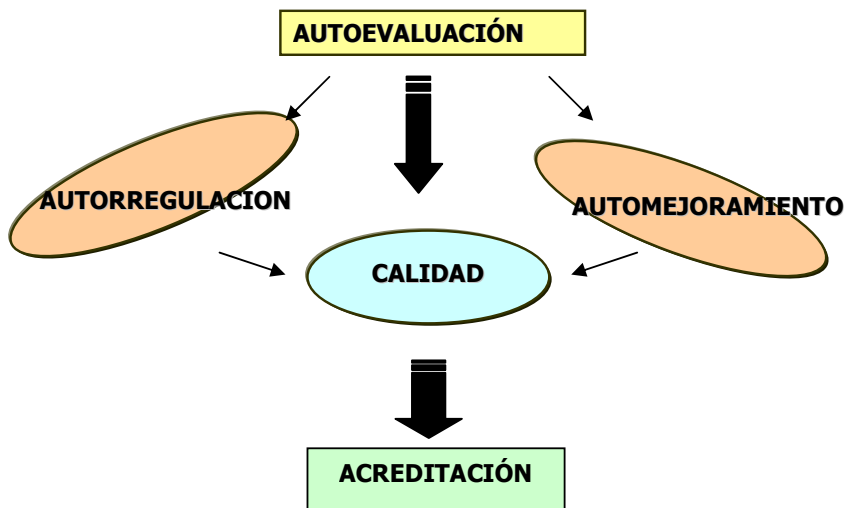 AUTOEVALUACIÓN
AUTORREGULACION
AUTOMEJORAMIENTO
CALIDAD
ACREDITACIÓN